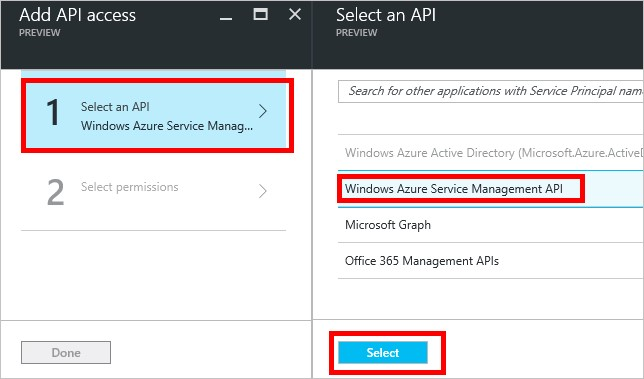 Add API access
PREVIEW
1
Select an API
Windows Azure Service Manag...
2
Select permissions
Done
Select an API
PREVIEW
Search for other applications with Service Principal nam
Windows Azure Active Directory (Microsoft.Azure.ActiveD
Windows Azure Service Management API
Microsoft Graph
Office 365 Management APIs
Select